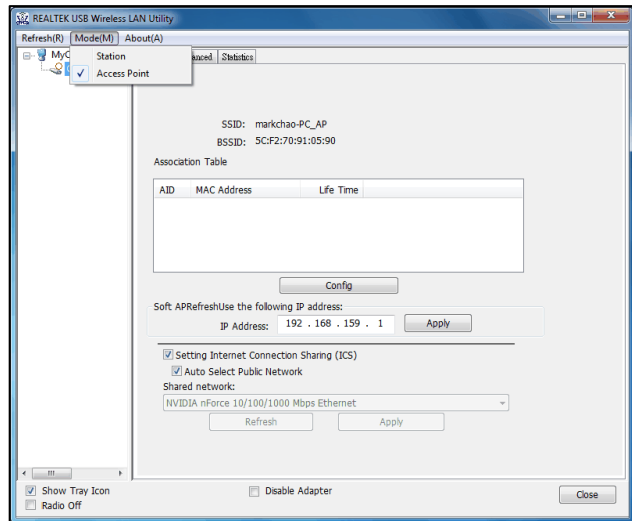 REALTEK USB Wireless LAN Utility
Refresh(R) Mode(M) About(A)
Station
Access Point
Statistics
SSID: markchao-PC_AP
BSSID: 5C:F2:70:91:05:90
Association Table
AID MAC Address Life Time
Config
Soft APRefreshUse the following IP address:
IP Address: 192 . 168 . 159 . 1 Apply
Setting Internet Connection Sharing (ICS)
Auto Select Public Network
Shared network:
NVIDIA nForce 10/100/1000 Mbps Ethernet
Refresh Apply
Show Tray Icon Disable Adapter Close
Radio Off